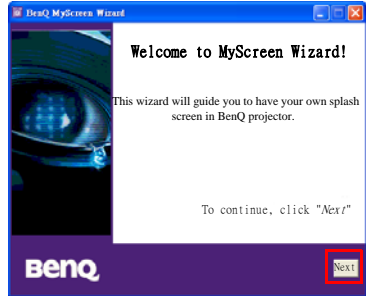 BenQ MyScreen Wizard
Welcome to MyScreen Wizard!
This wizard will guide you to have your own splash
screen in BenQ projector.
To continue, click "Next"
BenQ
Next